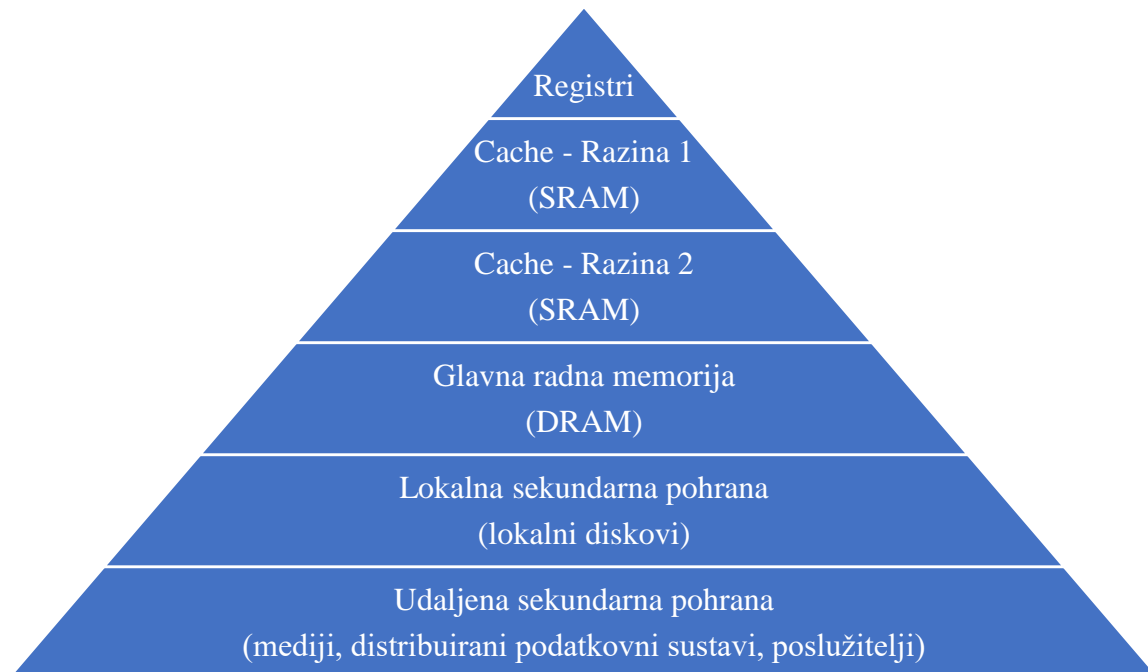 Registri
Cache - Razina 1
(SRAM)
Cache - Razina 2
(SRAM)
Glavna radna memorija
(DRAM)
Lokalna sekundarna pohrana
(lokalni diskovi)
Udaljena sekundarna pohrana
(mediji, distribuirani podatkovni sustavi, poslužitelji)